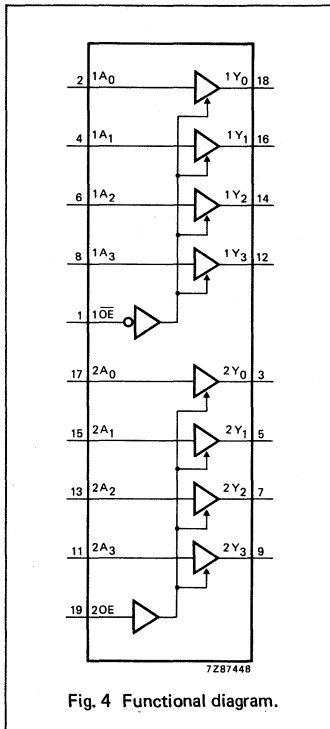 2 1A0 1Y0 18
4 1A1 1Y1 16
6 1A2 1Y2 14
8 1A3 1Y3 12
1 1O̅E̅
17 2A0 2Y0 3
15 2A1 2Y1 5
13 2A2 2Y2 7
11 2A3 2Y3 9
19 2OE
7Z87448
Fig. 4 Functional diagram.